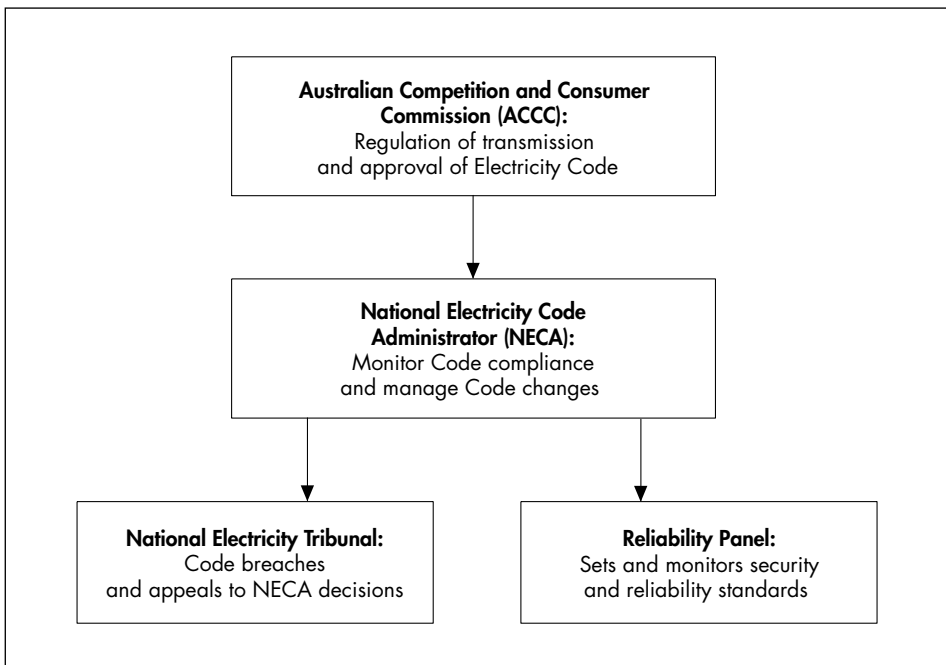 Australian Competition and Consumer
Commission (ACCC):
Regulation of transmission
and approval of Electricity Code
National Electricity Code
Administrator (NECA):
Monitor Code compliance
and manage Code changes
National Electricity Tribunal:
Code breaches
and appeals to NECA decisions
Reliability Panel:
Sets and monitors security
and reliability standards